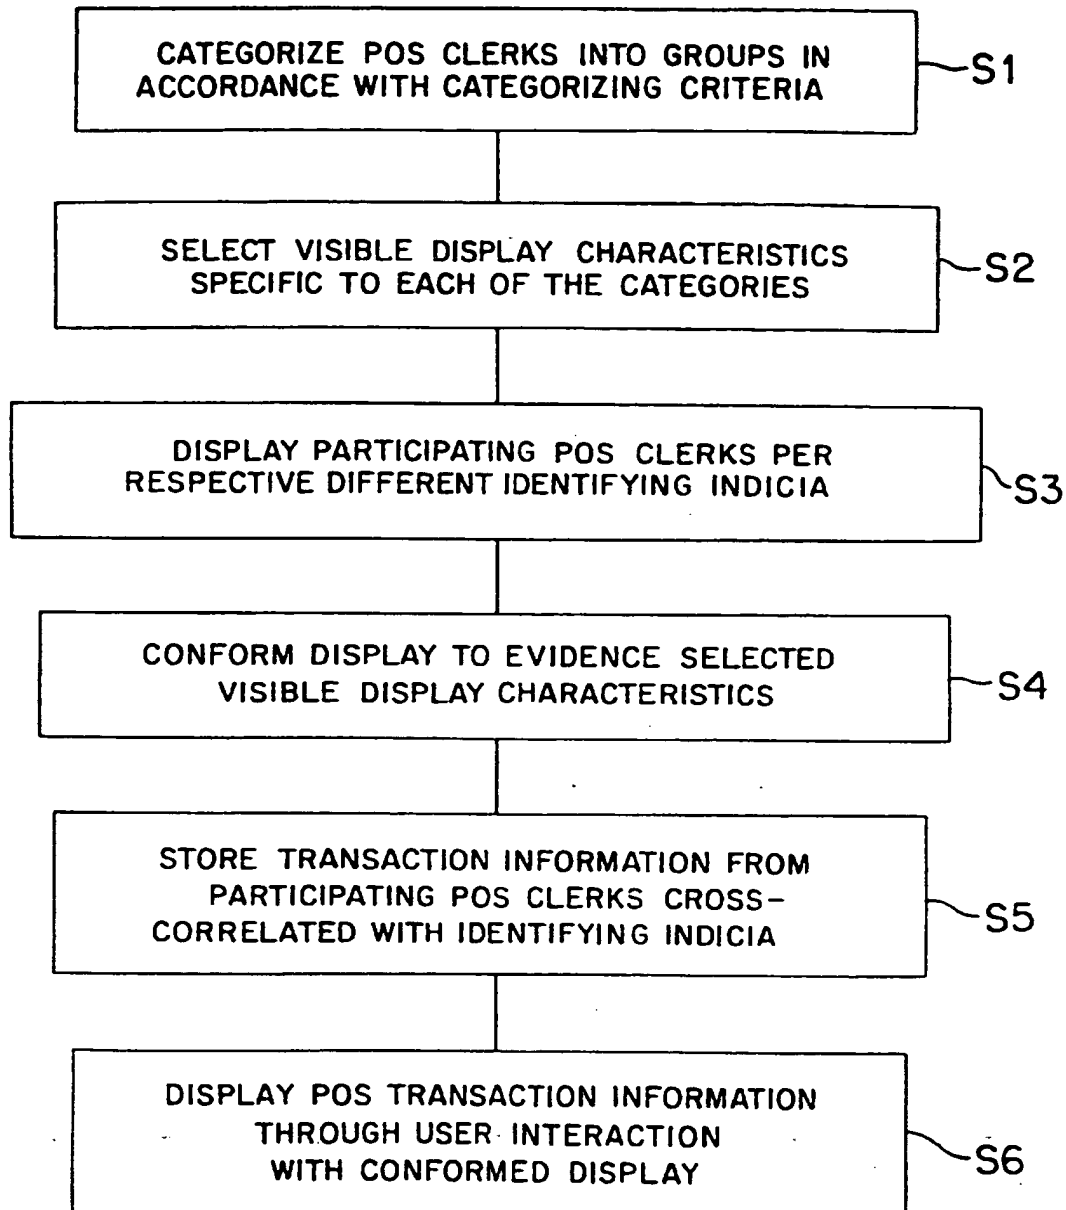 CATEGORIZE POS CLERKS INTO GROUPS IN
ACCORDANCE WITH CATEGORIZING CRITERIA
S1
SELECT VISIBLE DISPLAY CHARACTERISTICS
SPECIFIC TO EACH OF THE CATEGORIES
S2
DISPLAY PARTICIPATING POS CLERKS PER
RESPECTIVE DIFFERENT IDENTIFYING INDICIA
S3
CONFORM DISPLAY TO EVIDENCE SELECTED
VISIBLE DISPLAY CHARACTERISTICS
S4
STORE TRANSACTION INFORMATION FROM
PARTICIPATING POS CLERKS CROSS-
CORRELATED WITH IDENTIFYING INDICIA
S5
DISPLAY POS TRANSACTION INFORMATION
THROUGH USER INTERACTION
WITH CONFORMED DISPLAY
S6